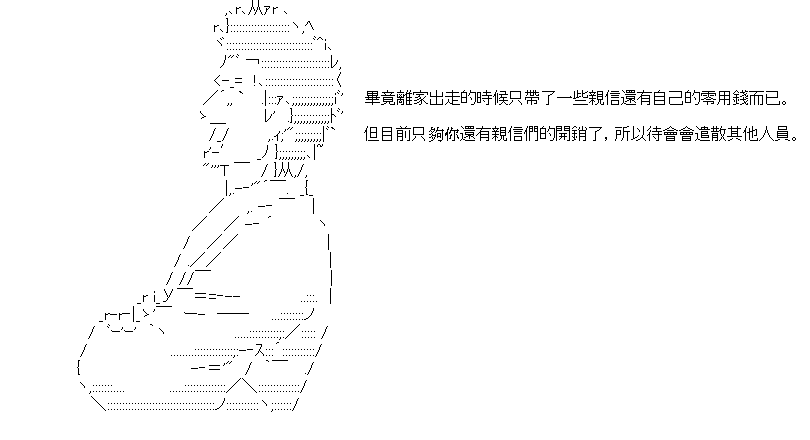 畢竟離家出走的時候只帶了一些親信還有自己的零用錢而已。
但目前只夠你還有親信們的開銷了，所以待會會遣散其他人員。